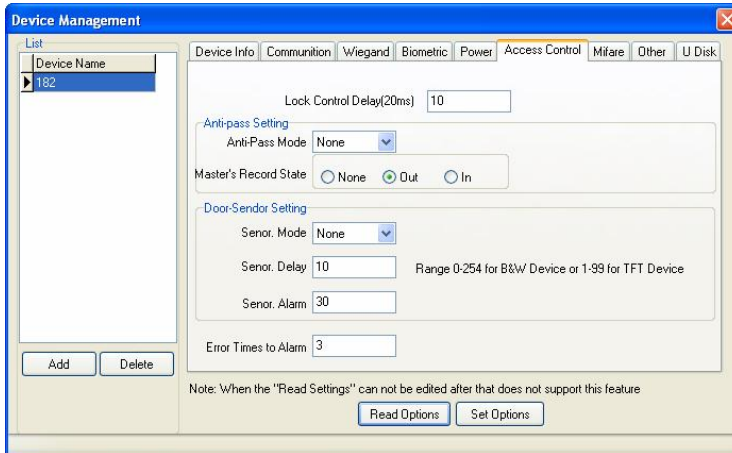 Device Management
List
Device Name
182
Add
Delete
Device Info
Communition
Wiegand
Biometric
Power
Access Control
Mifare
Other
U Disk
Lock Control Delay(20ms)
10
Anti-pass Setting
Anti-Pass Mode
None
Master's Record State
None
Out
In
Door-Sendor Setting
Senor. Mode
None
Senor. Delay
10
Range 0-254 for B&W Device or 1-99 for TFT Device
Senor. Alarm
30
Error Times to Alarm
3
Note: When the "Read Settings" can not be edited after that does not support this feature
Read Options
Set Options